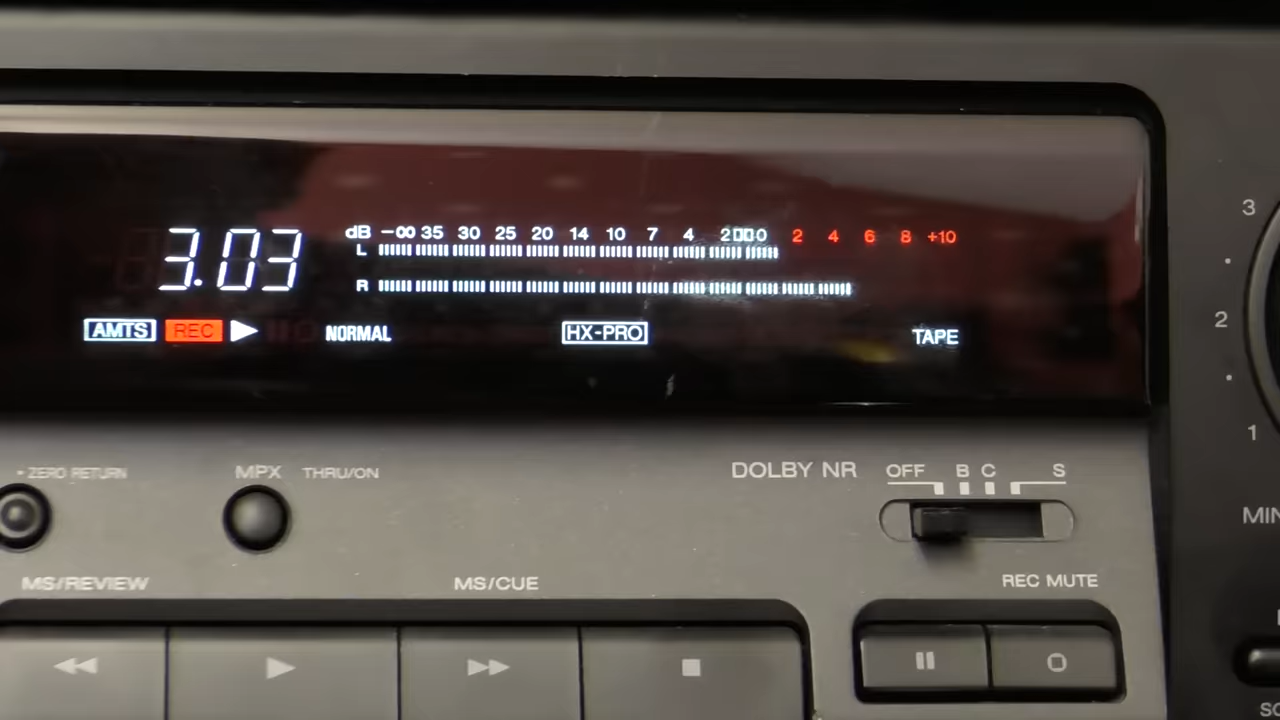 3
dB -∞ 35 30 25 20 14 10 7 4 2 0 2 4 6 8 +10
3.03
L
R
2
AMTS REC NORMAL HX-PRO TAPE
1
• ZERO RETURN MPX THRU/ON DOLBY NR OFF B C S
MS/REVIEW MS/CUE REC MUTE